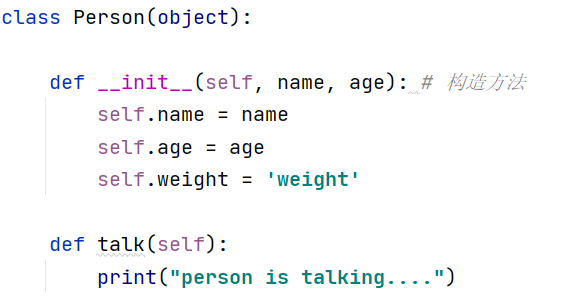 class Person(object):
    def __init__(self, name, age): # 构造方法
        self.name = name
        self.age = age
        self.weight = 'weight'
    def talk(self):
        print("person is talking....")